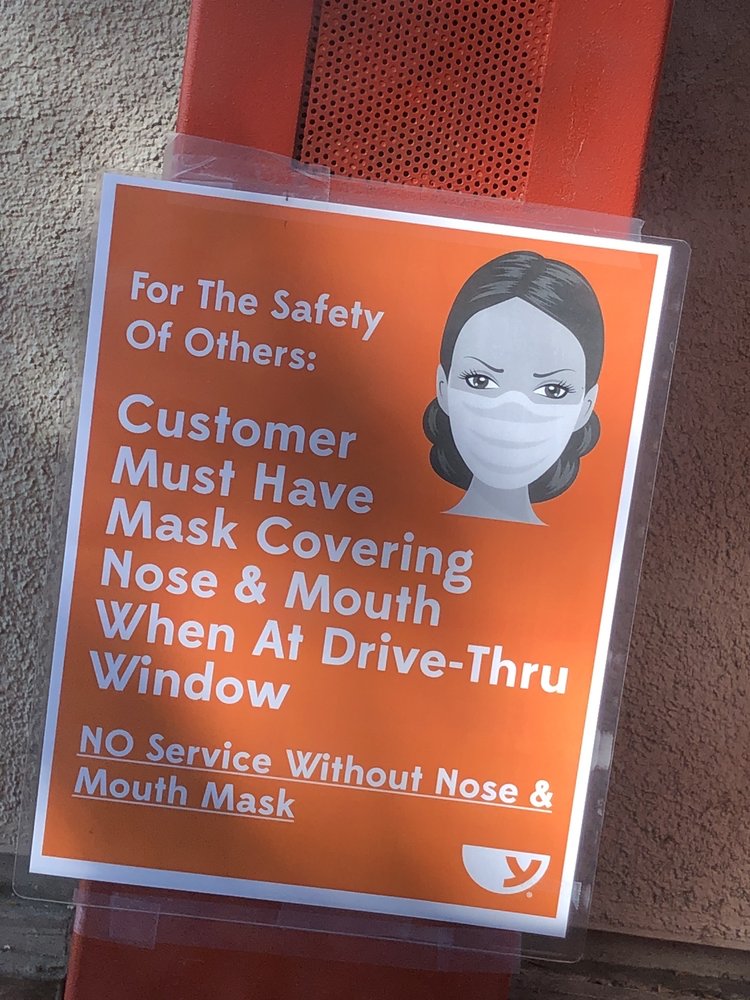 For The Safety
Of Others:
Customer
Must Have
Mask Covering
Nose & Mouth
When At Drive-Thru
Window
NO Service Without Nose &
Mouth Mask
y